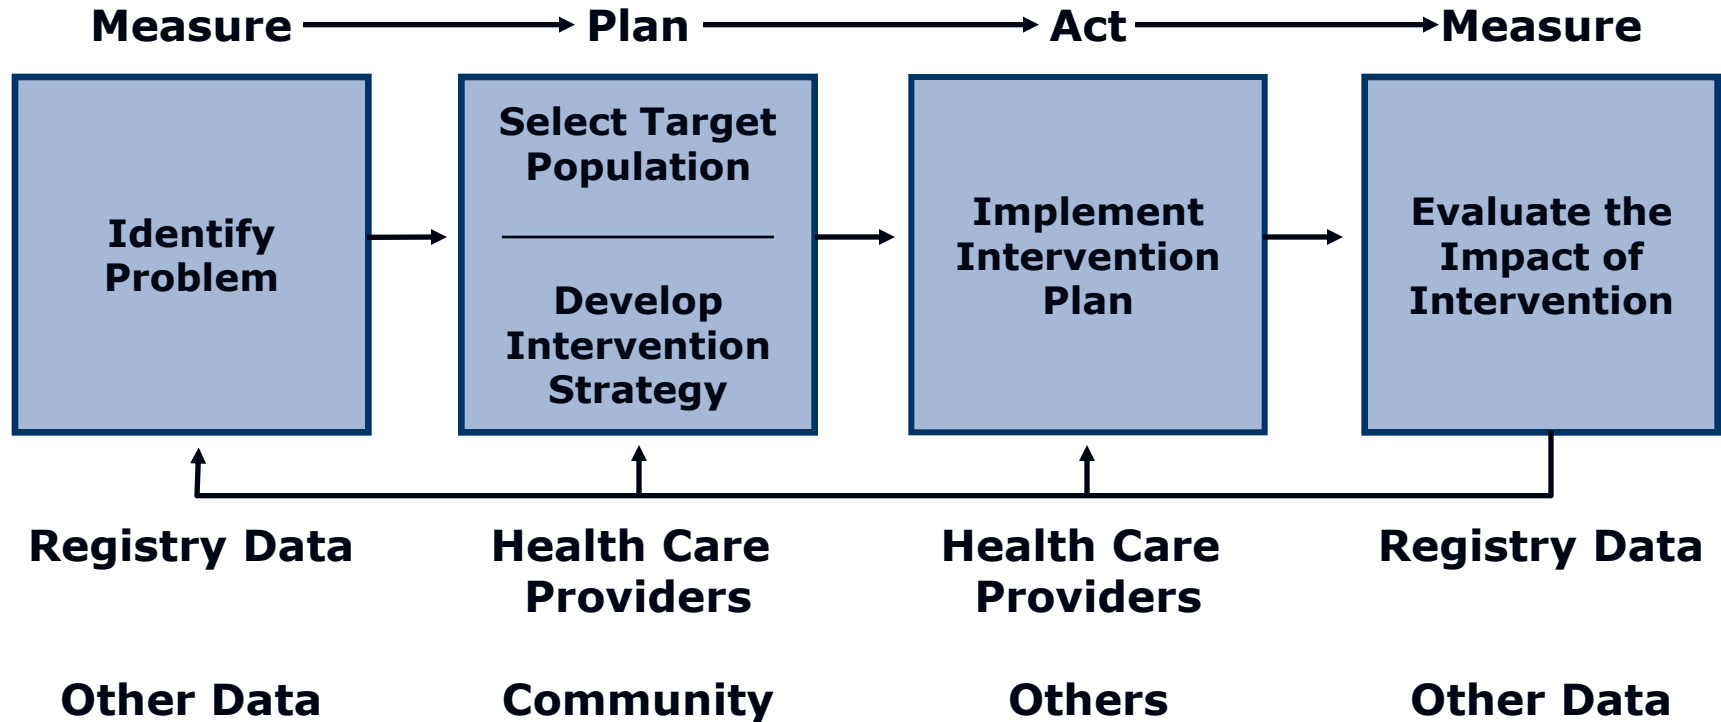 Measure Plan Act Measure
Identify
Problem
Select Target
Population
Develop
Intervention
Strategy
Implement
Intervention
Plan
Evaluate the
Impact of
Intervention
Registry Data
Health Care
Providers
Health Care
Providers
Registry Data
Other Data
Community
Others
Other Data